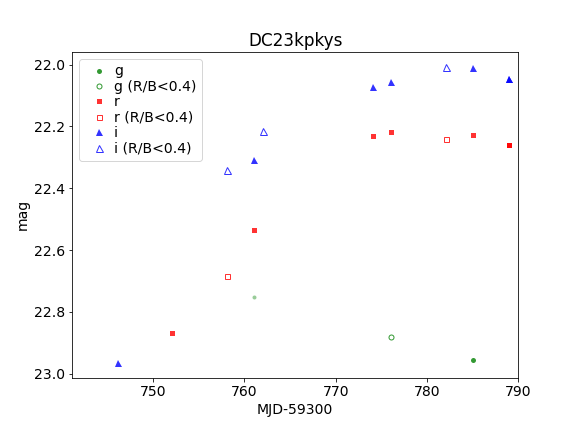 DC23kpkys
22.0
22.2
22.4
22.6
22.8
23.0
mag
g
g (R/B<0.4)
r
r (R/B<0.4)
i
i (R/B<0.4)
750 760 770 780 790
MJD-59300